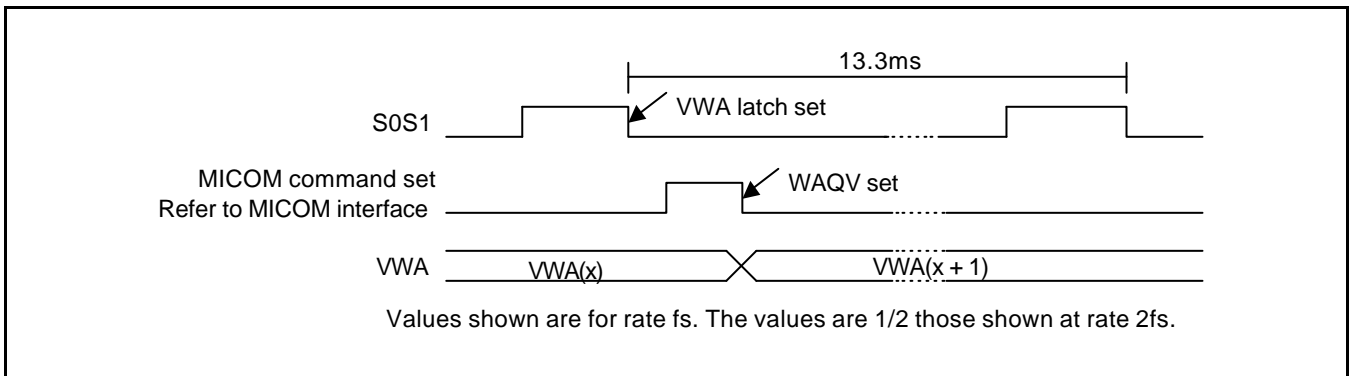 13.3ms
VWA latch set
S0S1
MICOM command set
WAQV set
Refer to MICOM interface
VWA
VWA(x)
VWA(x + 1)
Values shown are for rate fs. The values are 1/2 those shown at rate 2fs.